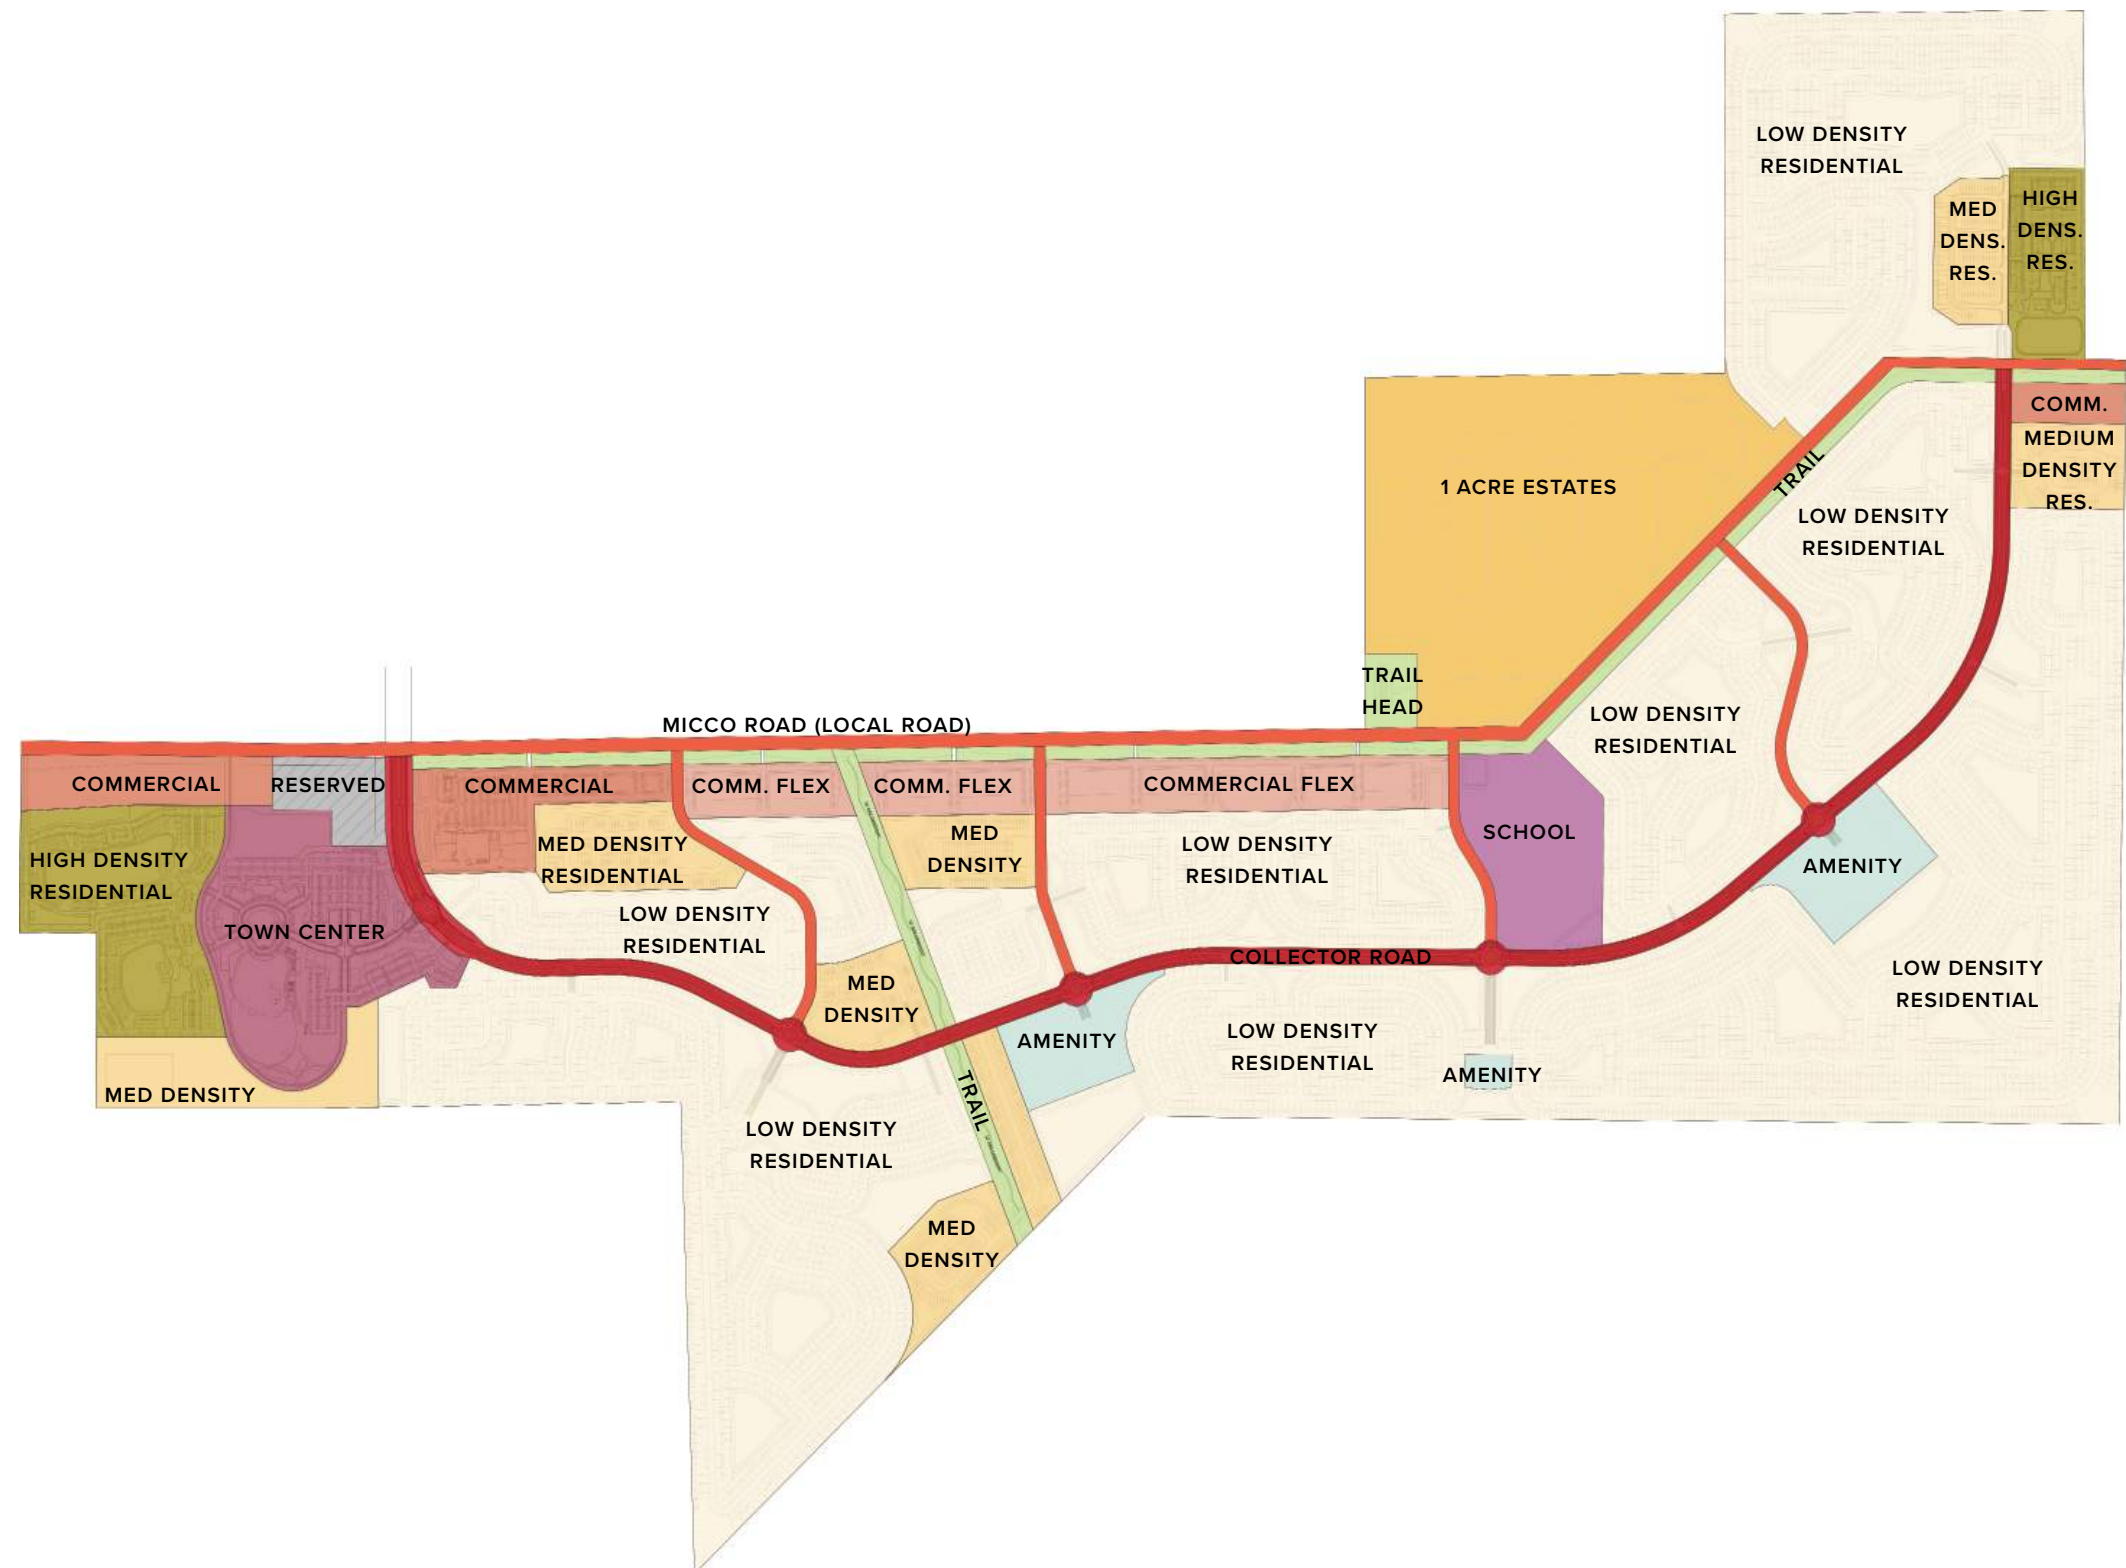 LOW DENSITY
RESIDENTIAL
MED
DENS.
RES.
HIGH
DENS.
RES.
COMM.
MEDIUM
DENSITY
RES.
1 ACRE ESTATES
TRAIL
LOW DENSITY
RESIDENTIAL
TRAIL
HEAD
LOW DENSITY
RESIDENTIAL
MICCO ROAD (LOCAL ROAD)
COMMERCIAL
RESERVED
COMMERCIAL
COMM. FLEX
COMM. FLEX
COMMERCIAL FLEX
SCHOOL
HIGH DENSITY
RESIDENTIAL
MED DENSITY
RESIDENTIAL
MED
DENSITY
LOW DENSITY
RESIDENTIAL
AMENITY
TOWN CENTER
LOW DENSITY
RESIDENTIAL
COLLECTOR ROAD
LOW DENSITY
RESIDENTIAL
MED
DENSITY
AMENITY
LOW DENSITY
RESIDENTIAL
AMENITY
MED DENSITY
TRAIL
LOW DENSITY
RESIDENTIAL
MED
DENSITY